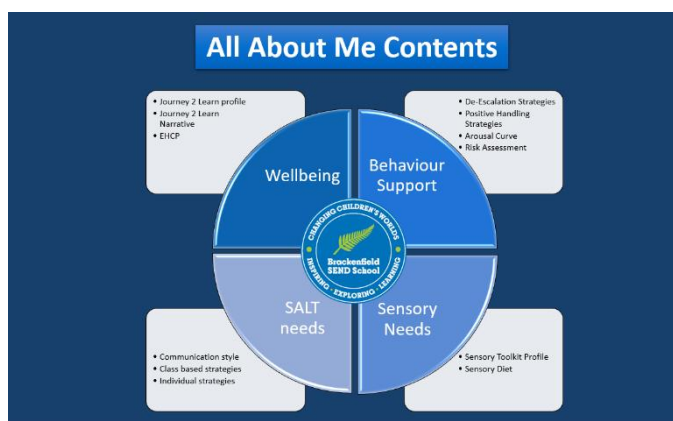 All About Me Contents
• Journey 2 Learn profile
• Journey 2 Learn
Narrative
• EHCP
• De-Escalation Strategies
• Positive Handling
Strategies
• Arousal Curve
• Risk Assessment
Wellbeing
Behaviour
Support
CHANGING CHILDREN'S WORLDS
Brackenfield
SEND School
INSPIRING - EXPLORING - LEARNING
SALT
needs
Sensory
Needs
• Communication style
• Class based strategies
• Individual strategies
• Sensory Toolkit Profile
• Sensory Diet